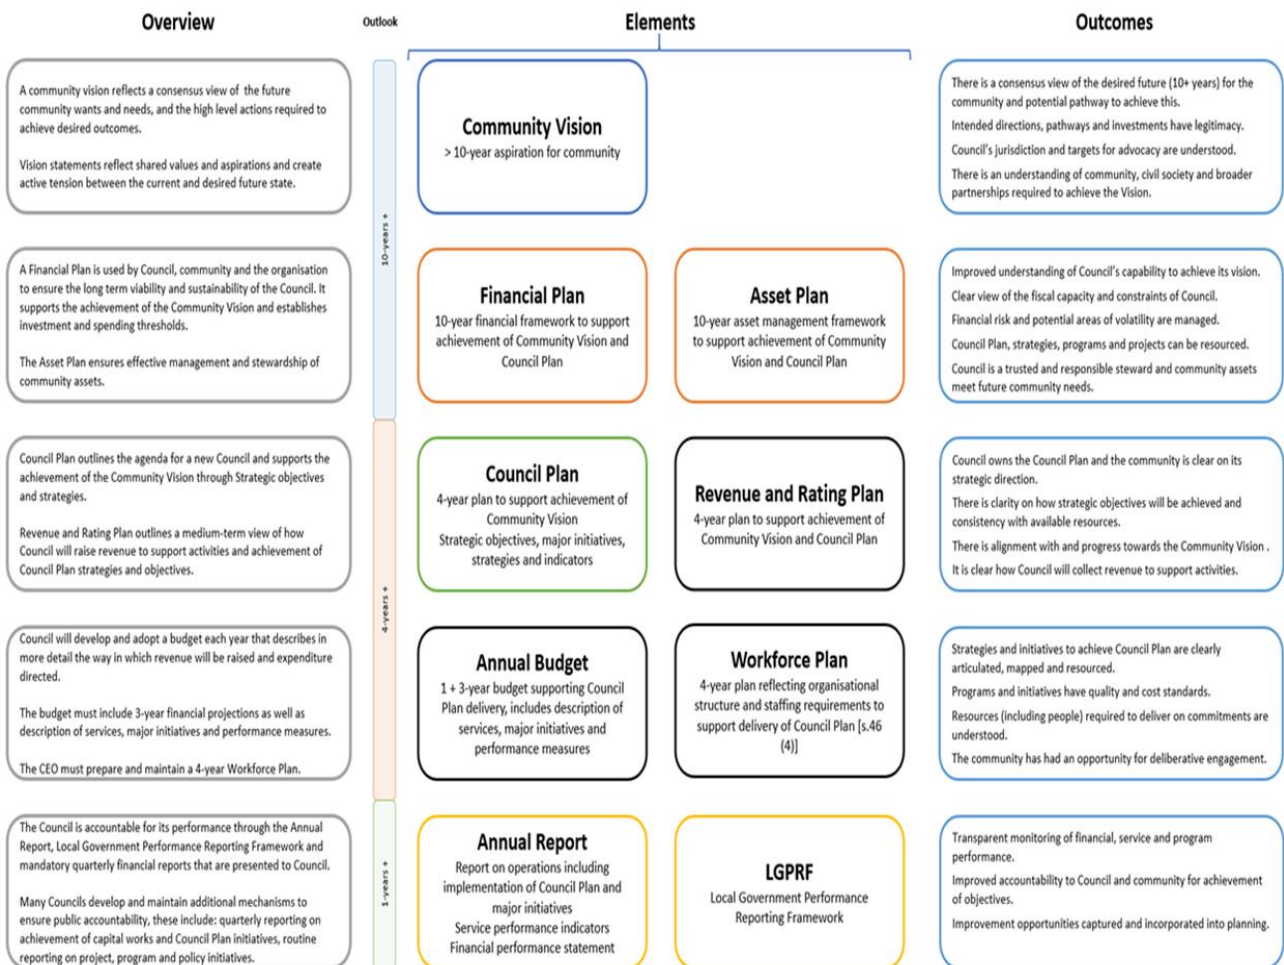 Overview
Outlook
Elements
Outcomes
A community vision reflects a consensus view of the future
community wants and needs, and the high level actions required to
achieve desired outcomes.
Vision statements reflect shared values and aspirations and create
active tension between the current and desired future state.
10-years +
Community Vision
> 10-year aspiration for community
There is a consensus view of the desired future (10+ years) for the
community and potential pathway to achieve this.
Intended directions, pathways and investments have legitimacy.
Council's jurisdiction and targets for advocacy are understood.
There is an understanding of community, civil society and broader
partnerships required to achieve the Vision.
A Financial Plan is used by Council, community and the organisation
to ensure the long term viability and sustainability of the Council. It
supports the achievement of the Community Vision and establishes
investment and spending thresholds.
The Asset Plan ensures effective management and stewardship of
community assets.
Financial Plan
10-year financial framework to support
achievement of Community Vision and
Council Plan
Asset Plan
10-year asset management framework
to support achievement of Community
Vision and Council Plan
Improved understanding of Council's capability to achieve its vision.
Clear view of the fiscal capacity and constraints of Council.
Financial risk and potential areas of volatility are managed.
Council Plan, strategies, programs and projects can be resourced.
Council is a trusted and responsible steward and community assets
meet future community needs.
Council Plan outlines the agenda for a new Council and supports the
achievement of the Community Vision through Strategic objectives
and strategies.
Revenue and Rating Plan outlines a medium-term view of how
Council will raise revenue to support activities and achievement of
Council Plan strategies and objectives.
4-years +
Council Plan
4-year plan to support achievement of
Community Vision
Strategic objectives, major initiatives,
strategies and indicators
Revenue and Rating Plan
4-year plan to support achievement of
Community Vision and Council Plan
Council owns the Council Plan and the community is clear on its
strategic direction.
There is clarity on how strategic objectives will be achieved and
consistency with available resources.
There is alignment with and progress towards the Community Vision .
It is clear how Council will collect revenue to support activities.
Council will develop and adopt a budget each year that describes in
more detail the way in which revenue will be raised and expenditure
directed.
The budget must include 3-year financial projections as well as
description of services, major initiatives and performance measures.
The CEO must prepare and maintain a 4-year Workforce Plan.
Annual Budget
1 + 3-year budget supporting Council
Plan delivery, includes description of
services, major initiatives and
performance measures
Workforce Plan
4-year plan reflecting organisational
structure and staffing requirements to
support delivery of Council Plan [s.46
(4)]
Strategies and initiatives to achieve Council Plan are clearly
articulated, mapped and resourced.
Programs and initiatives have quality and cost standards.
Resources (including people) required to deliver on commitments are
understood.
The community has had an opportunity for deliberative engagement.
The Council is accountable for its performance through the Annual
Report, Local Government Performance Reporting Framework and
mandatory quarterly financial reports that are presented to Council.
Many Councils develop and maintain additional mechanisms to
ensure public accountability, these include: quarterly reporting on
achievement of capital works and Council Plan initiatives, routine
reporting on project, program and policy initiatives.
1-years +
Annual Report
Report on operations including
implementation of Council Plan and
major initiatives
Service performance indicators
Financial performance statement
LGPRF
Local Government Performance
Reporting Framework
Transparent monitoring of financial, service and program
performance.
Improved accountability to Council and community for achievement
of objectives.
Improvement opportunities captured and incorporated into planning.